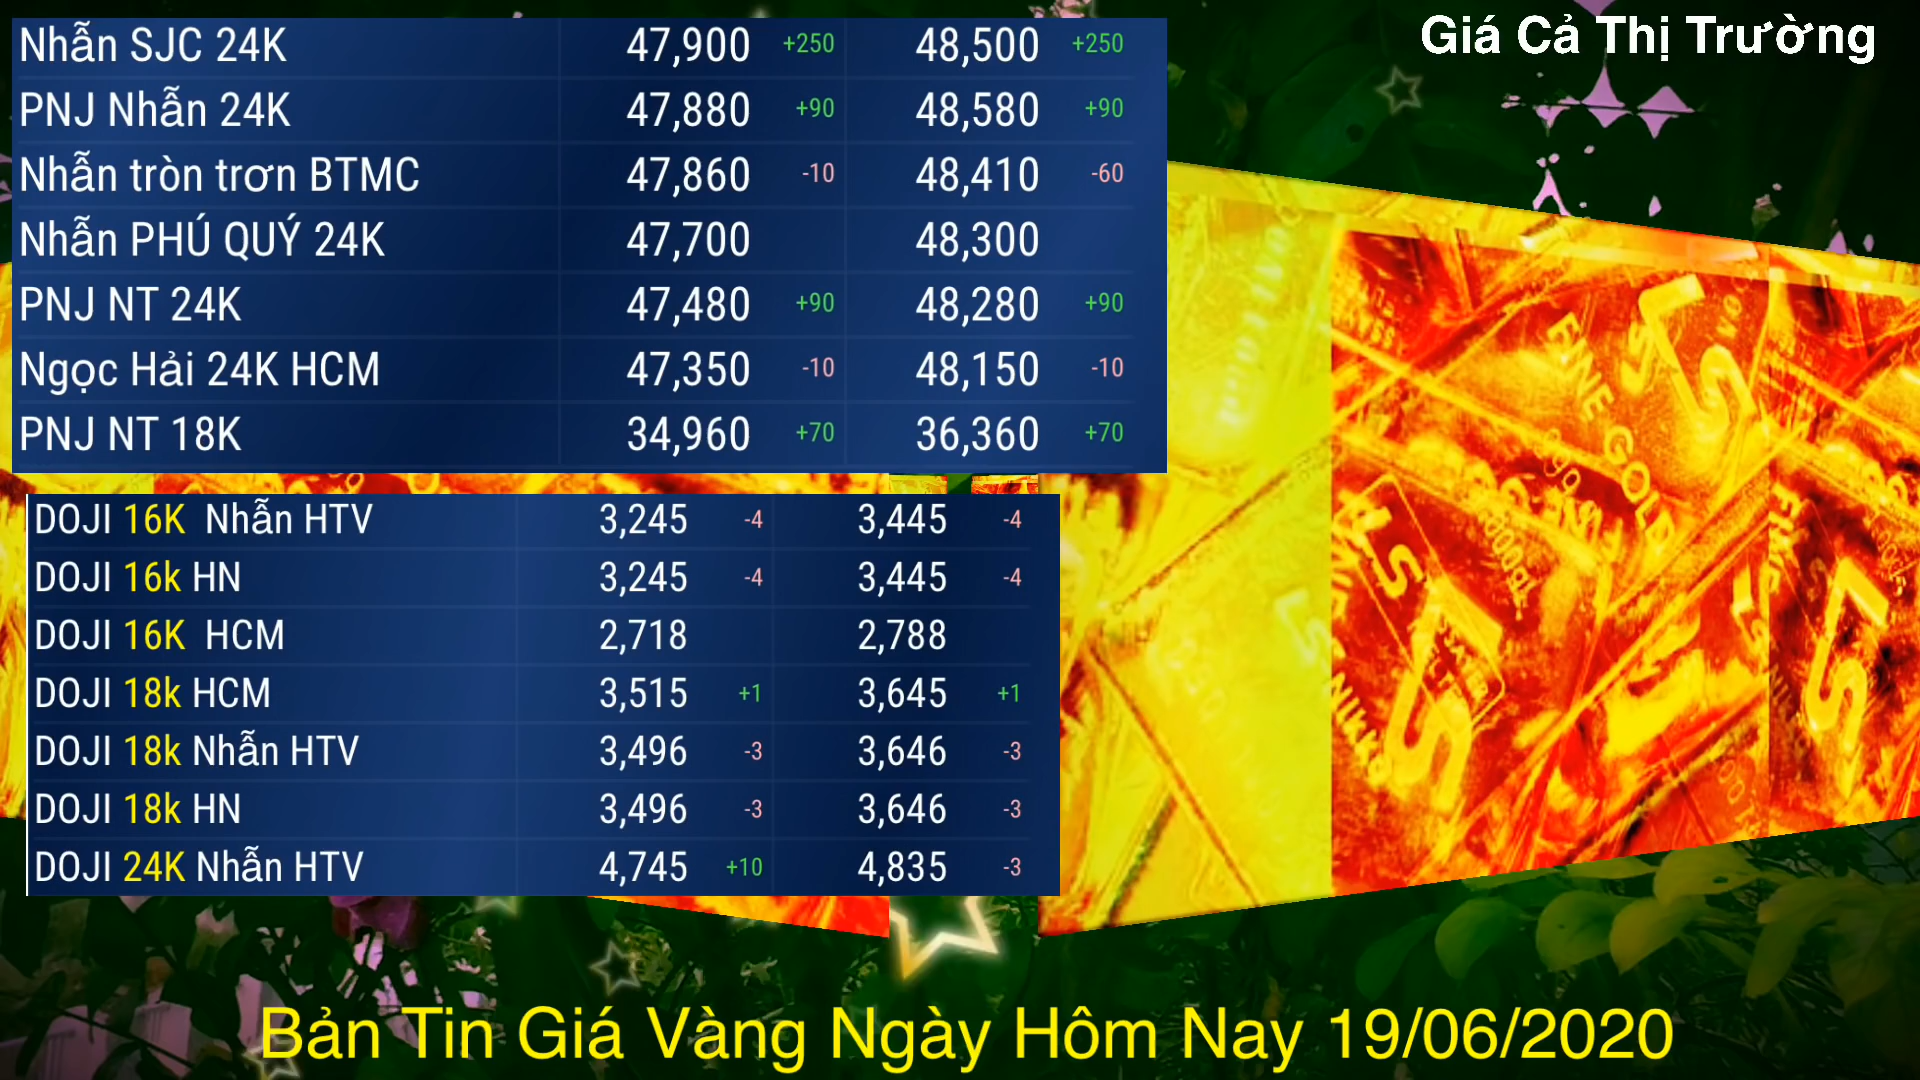 Giá Cả Thị Trường
Nhẫn SJC 24K 47,900 +250 48,500 +250
PNJ Nhẫn 24K 47,880 +90 48,580 +90
Nhẫn tròn trơn BTMC 47,860 -10 48,410 -60
Nhẫn PHÚ QUÝ 24K 47,700 48,300
PNJ NT 24K 47,480 +90 48,280 +90
Ngọc Hải 24K HCM 47,350 -10 48,150 -10
PNJ NT 18K 34,960 +70 36,360 +70
DOJI 16K Nhẫn HTV 3,245 -4 3,445 -4
DOJI 16k HN 3,245 -4 3,445 -4
DOJI 16K HCM 2,718 2,788
DOJI 18k HCM 3,515 +1 3,645 +1
DOJI 18k Nhẫn HTV 3,496 -3 3,646 -3
DOJI 18k HN 3,496 -3 3,646 -3
DOJI 24K Nhẫn HTV 4,745 +10 4,835 -3
FINE GOLD
Bản Tin Giá Vàng Ngày Hôm Nay 19/06/2020